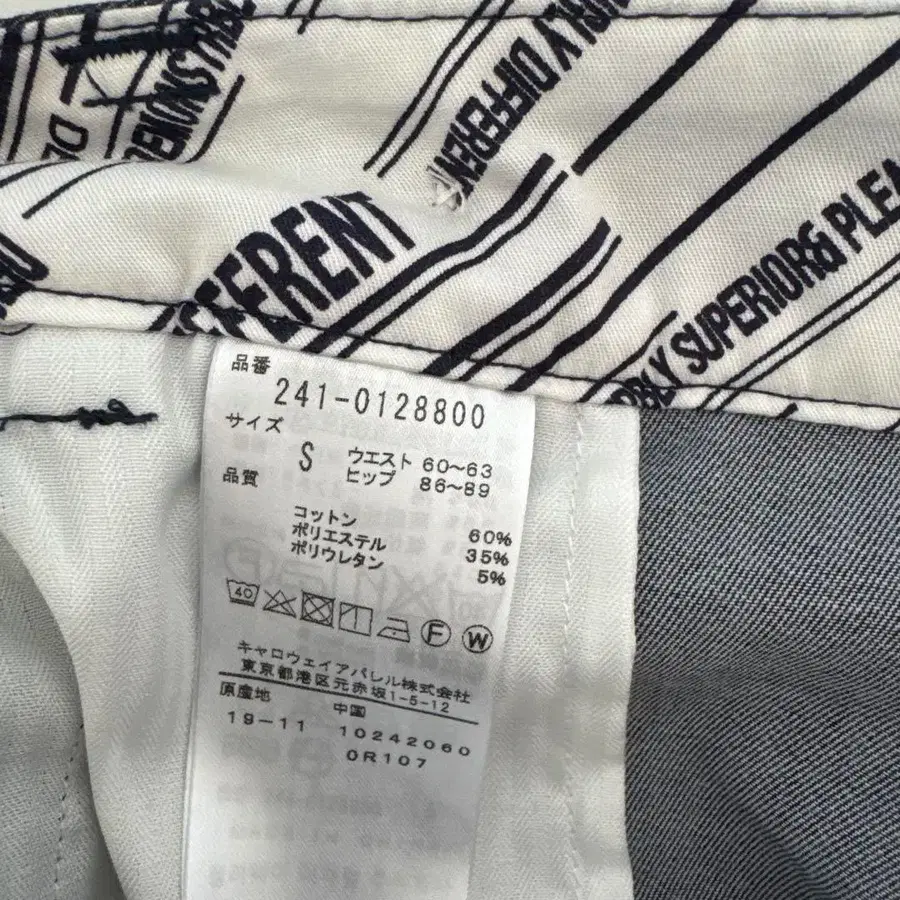 RLY DIFFERENT
DE
FFERENT
RBLY SUPERIOR& PLEA
品番
241-0128800
サイズ
S ウエスト 60~63
ヒップ 86~89
品質
コットン 60%
ポリエステル 35%
ポリウレタン 5%
40
F
W
キャロウェイアパレル株式会社
東京都港区元赤坂1-5-12
原産地 中国
19-11 10242060
0R107